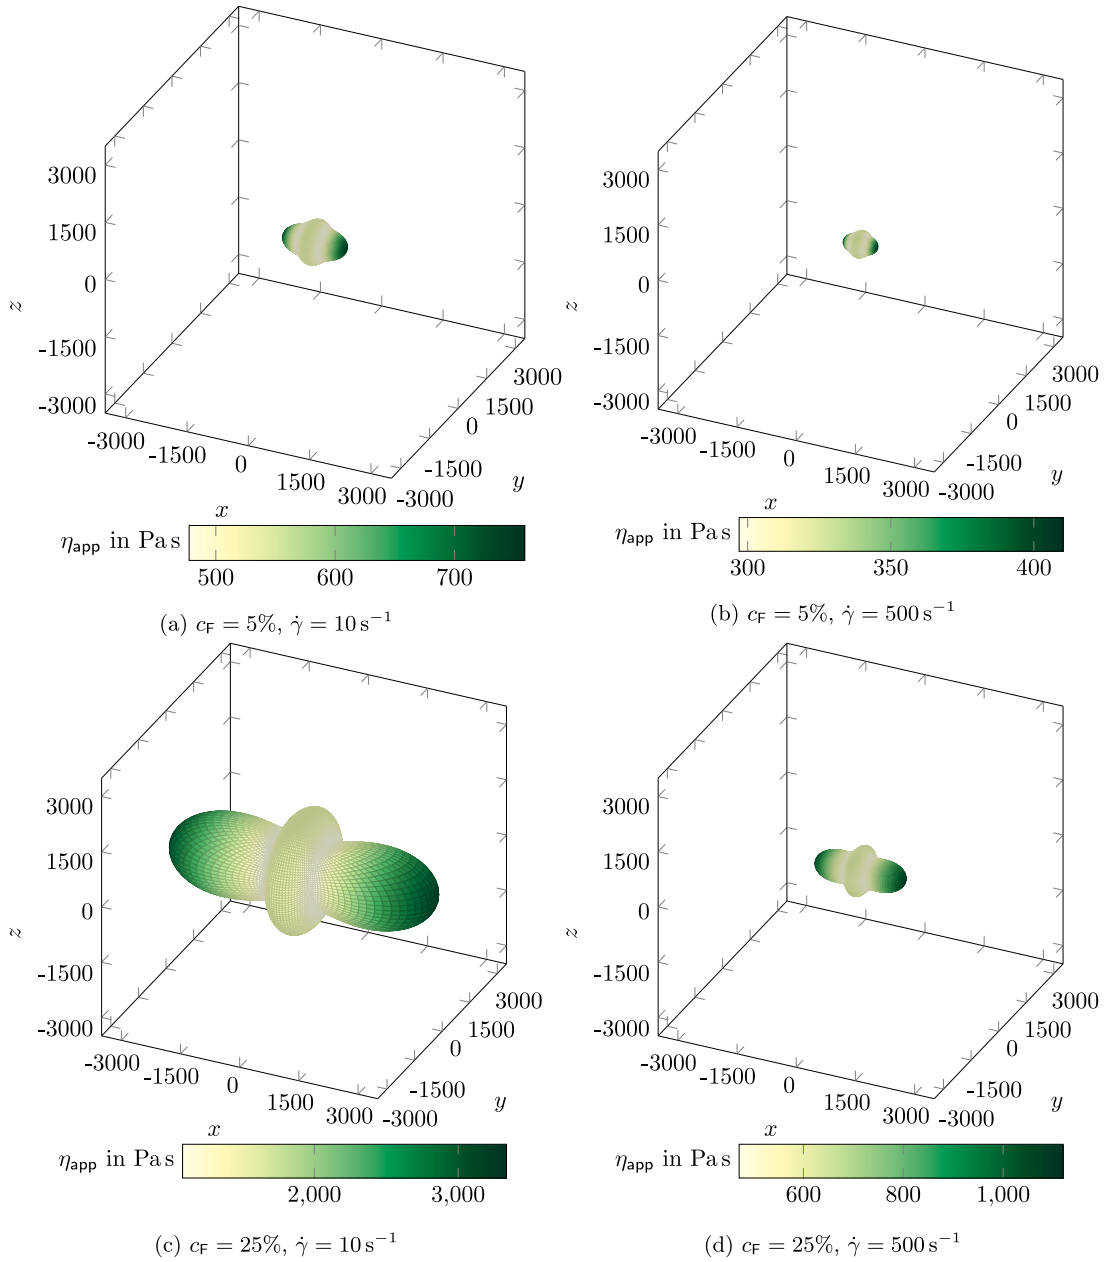 3000
1500
0
-1500
-3000
z
-3000
-1500
0
1500
3000
x
-3000
-1500
0
1500
3000
y
η_app in Pa s
500 600 700
(a) c_F = 5%, γ̇ = 10 s⁻¹
3000
1500
0
-1500
-3000
z
-3000
-1500
0
1500
3000
x
-3000
-1500
0
1500
3000
y
η_app in Pa s
300 350 400
(b) c_F = 5%, γ̇ = 500 s⁻¹
3000
1500
0
-1500
-3000
z
-3000
-1500
0
1500
3000
x
-3000
-1500
0
1500
3000
y
η_app in Pa s
2,000 3,000
(c) c_F = 25%, γ̇ = 10 s⁻¹
3000
1500
0
-1500
-3000
z
-3000
-1500
0
1500
3000
x
-3000
-1500
0
1500
3000
y
η_app in Pa s
600 800 1,000
(d) c_F = 25%, γ̇ = 500 s⁻¹